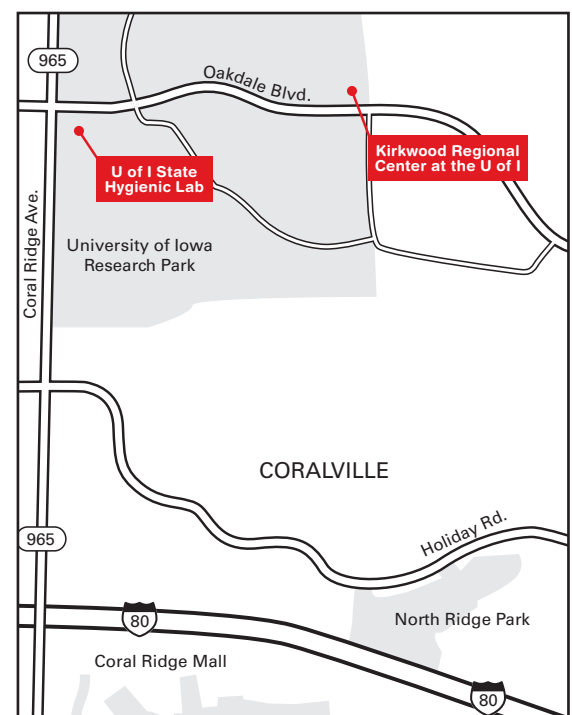 965
Oakdale Blvd.
Kirkwood Regional
Center at the U of I
U of I State
Hygienic Lab
Coral Ridge Ave.
University of Iowa
Research Park
CORALVILLE
965
Holiday Rd.
80
North Ridge Park
Coral Ridge Mall
80